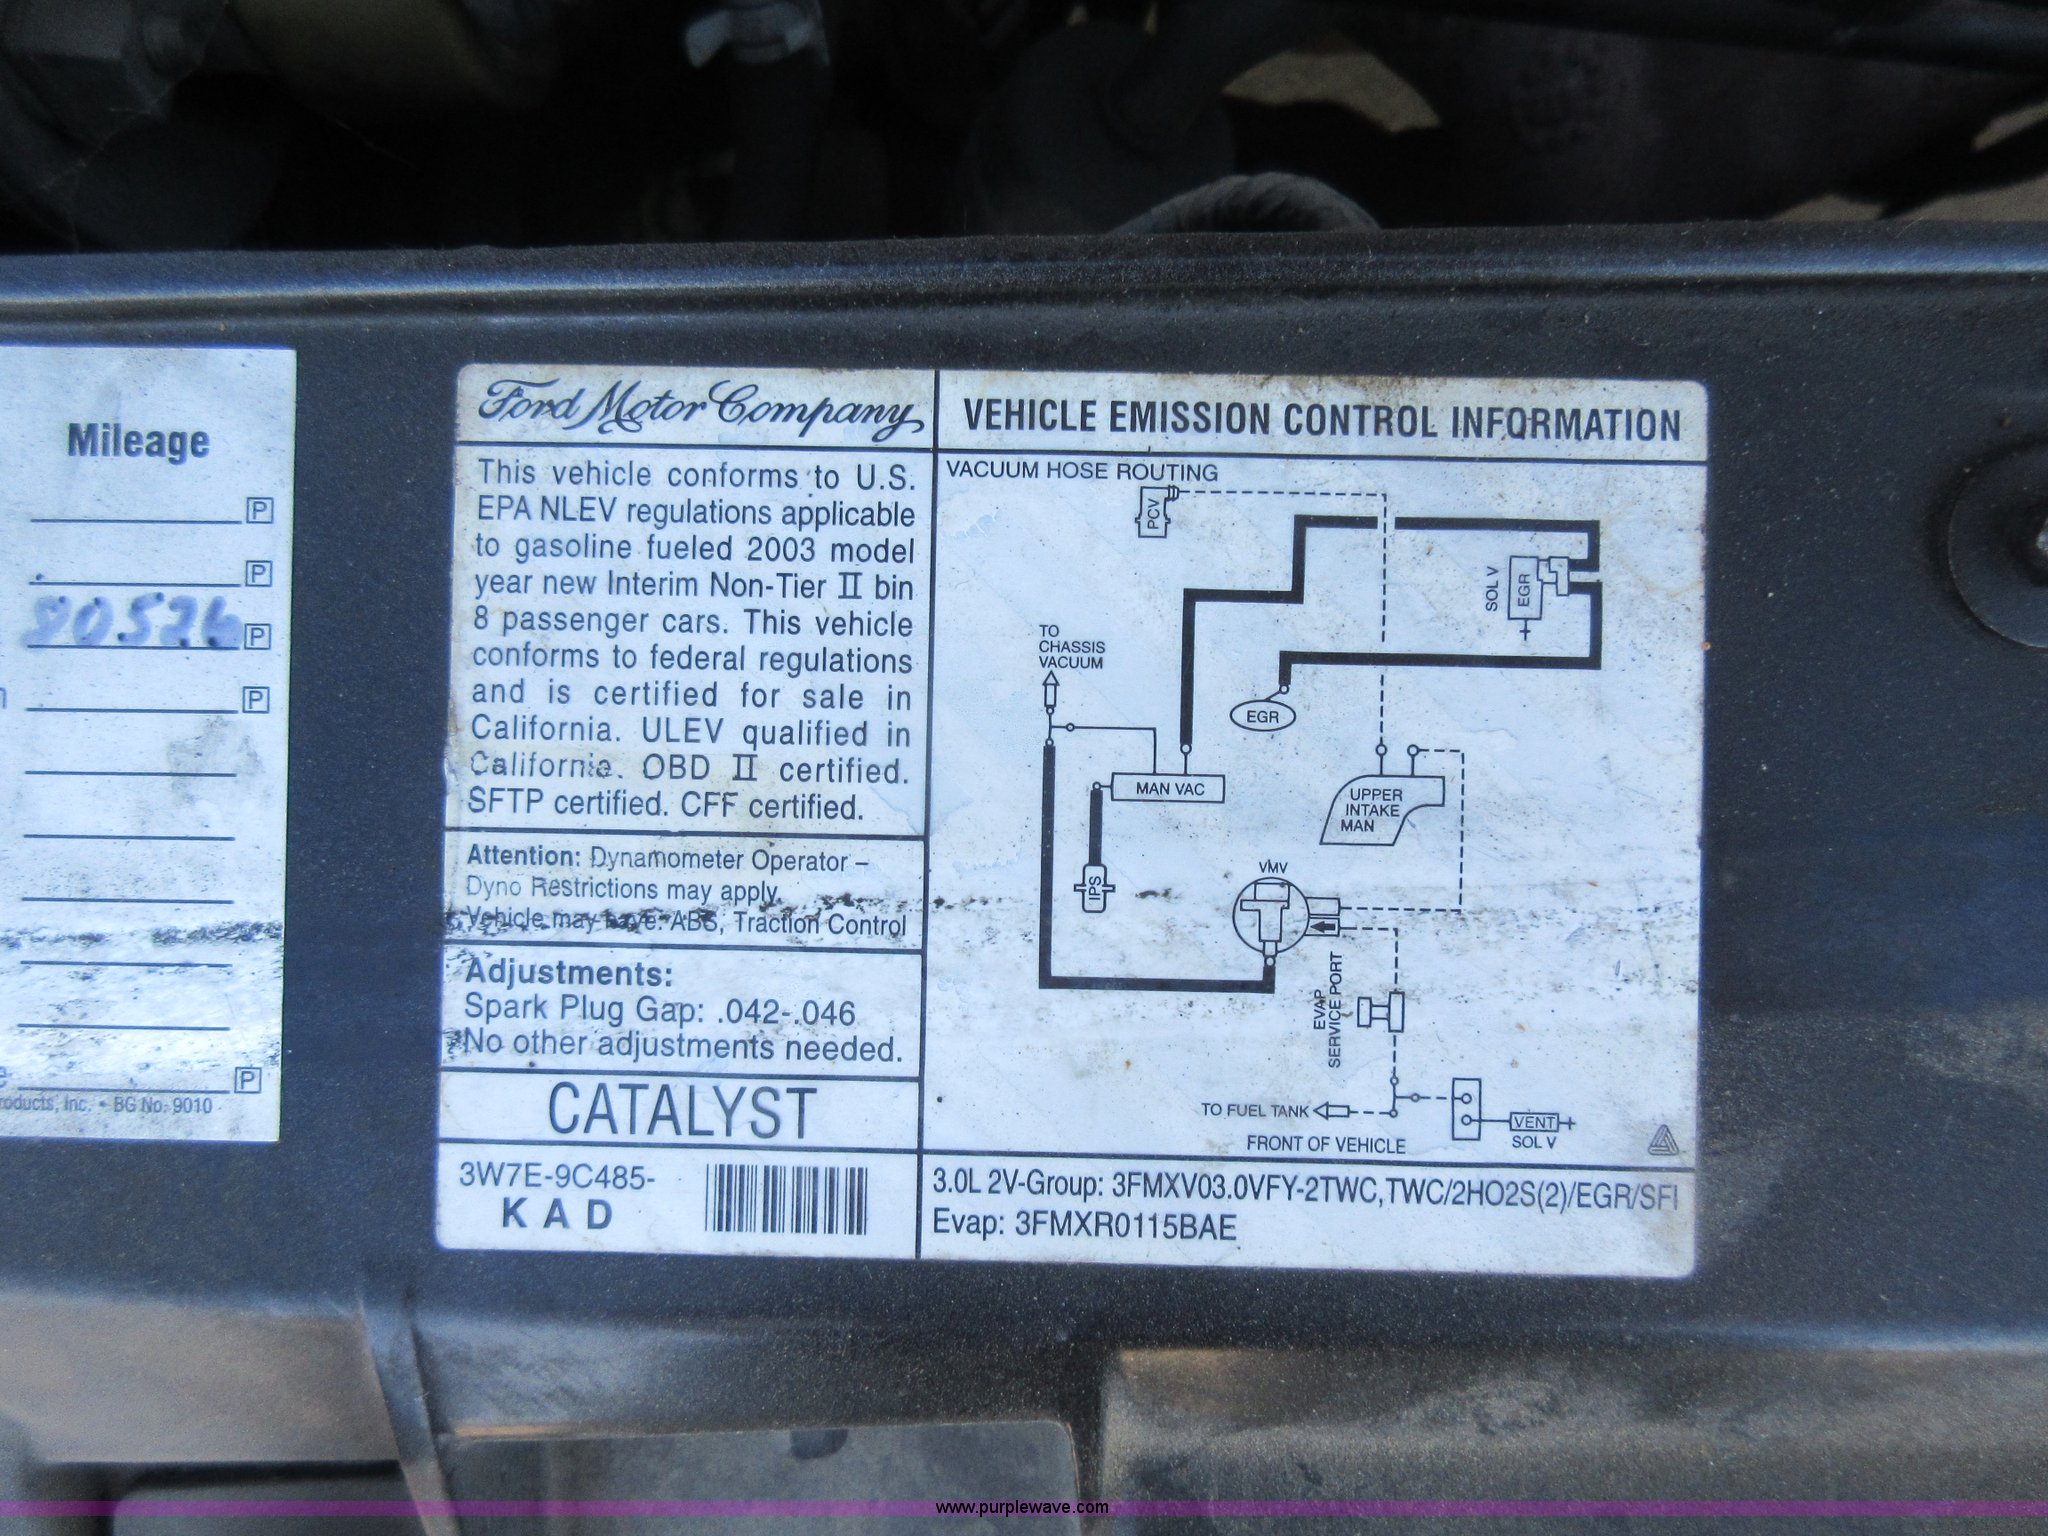 Mileage
P
P
80526 P
P
P
roducts, Inc. • BG No. 9010
Ford Motor Company
This vehicle conforms to U.S.
EPA NLEV regulations applicable
to gasoline fueled 2003 model
year new Interim Non-Tier II bin
8 passenger cars. This vehicle
conforms to federal regulations
and is certified for sale in
California. ULEV qualified in
California. OBD II certified.
SFTP certified. CFF certified.
Attention: Dynamometer Operator –
Dyno Restrictions may apply.
Vehicle may have: ABS, Traction Control
Adjustments:
Spark Plug Gap: .042-.046
No other adjustments needed.
CATALYST
3W7E-9C485-
KAD
VEHICLE EMISSION CONTROL INFORMATION
VACUUM HOSE ROUTING
PCV
SOL V
EGR
TO
CHASSIS
VACUUM
EGR
MAN VAC
UPPER
INTAKE
MAN
IPS
VMV
EVAP
SERVICE PORT
TO FUEL TANK
VENT
SOL V
FRONT OF VEHICLE
3.0L 2V-Group: 3FMXV03.0VFY-2TWC,TWC/2HO2S(2)/EGR/SFI
Evap: 3FMXR0115BAE
www.purplewave.com